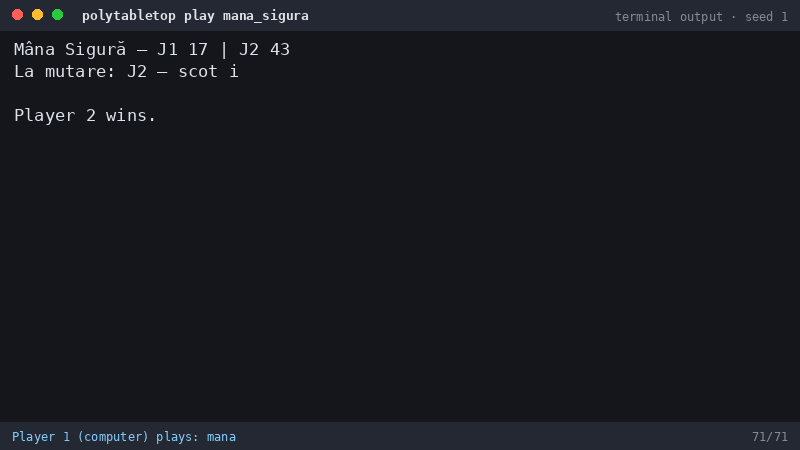 polytabletop play mana_sigura
terminal output · seed 1
Mâna Sigură — J1 17 | J2 43
La mutare: J2 — scot i
Player 2 wins.
Player 1 (computer) plays: mana
71/71